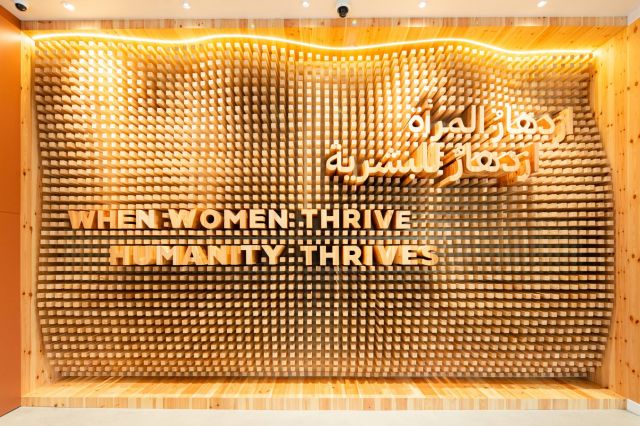 ازدهارُ المرأة
ازدهارٌ للبشرية
WHEN WOMEN THRIVE
HUMANITY THRIVES